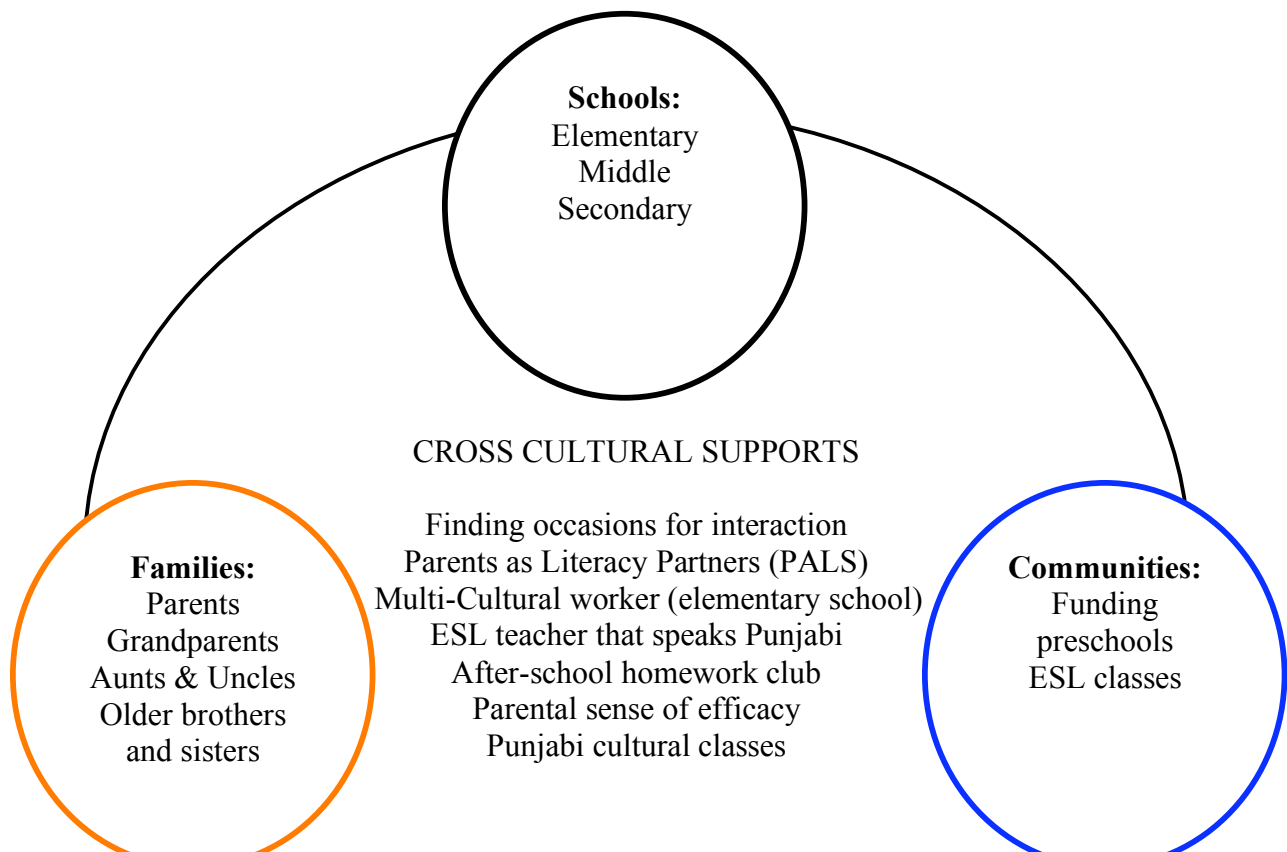 Schools:
Elementary
Middle
Secondary
CROSS CULTURAL SUPPORTS
Finding occasions for interaction
Parents as Literacy Partners (PALS)
Multi-Cultural worker (elementary school)
ESL teacher that speaks Punjabi
After-school homework club
Parental sense of efficacy
Punjabi cultural classes
Families:
Parents
Grandparents
Aunts & Uncles
Older brothers
and sisters
Communities:
Funding
preschools
ESL classes